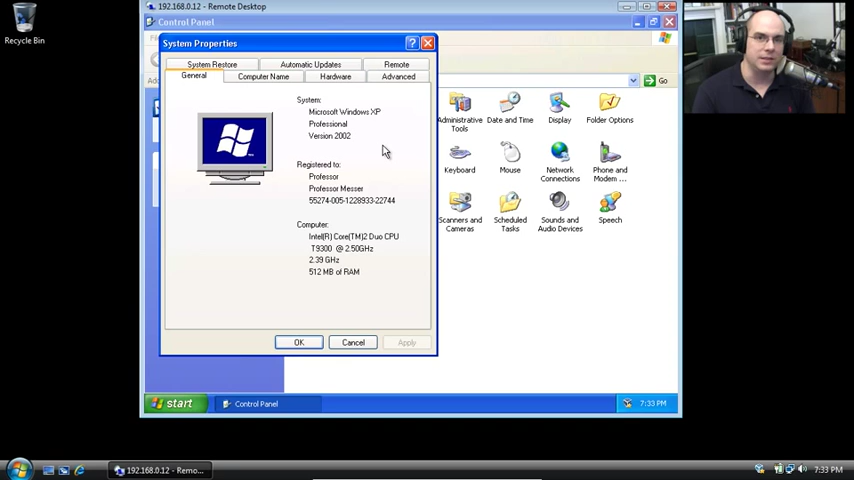 Recycle Bin
192.168.0.12 - Remote Desktop
Control Panel
System Properties
System Restore
Automatic Updates
Remote
General
Computer Name
Hardware
Advanced
System:
Microsoft Windows XP
Professional
Version 2002
Registered to:
Professor
Professor Messer
55274-005-1228933-22744
Computer:
Intel(R) Core(TM)2 Duo CPU
T9300 @ 2.50GHz
2.39 GHz
512 MB of RAM
OK
Cancel
Apply
Go
Administrative
Tools
Date and Time
Display
Folder Options
Keyboard
Mouse
Network
Connections
Phone and
Modem ...
Scanners and
Cameras
Scheduled
Tasks
Sounds and
Audio Devices
Speech
start
Control Panel
7:33 PM
192.168.0.12 - Remo...
7:33 PM